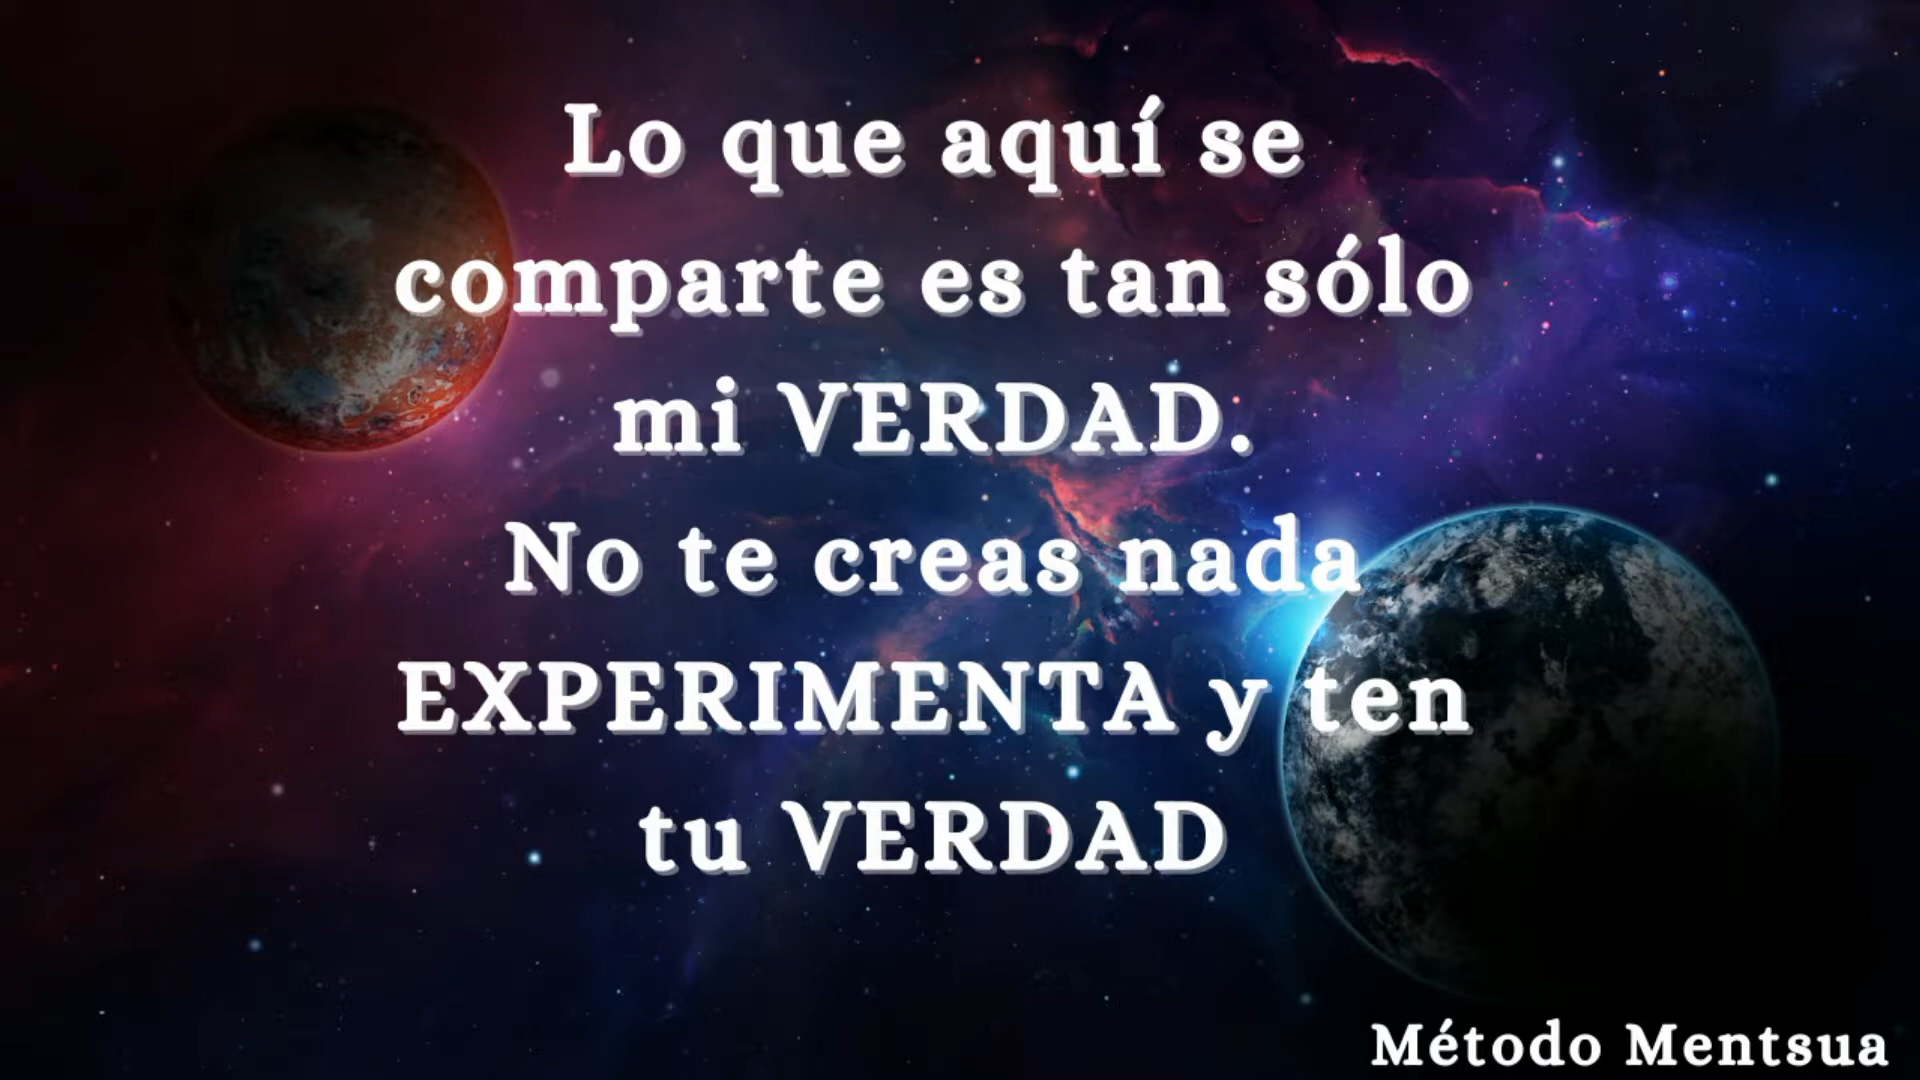 Lo que aquí se
comparte es tan sólo
mi VERDAD.
No te creas nada
EXPERIMENTA y ten
tu VERDAD
Método Mentsua